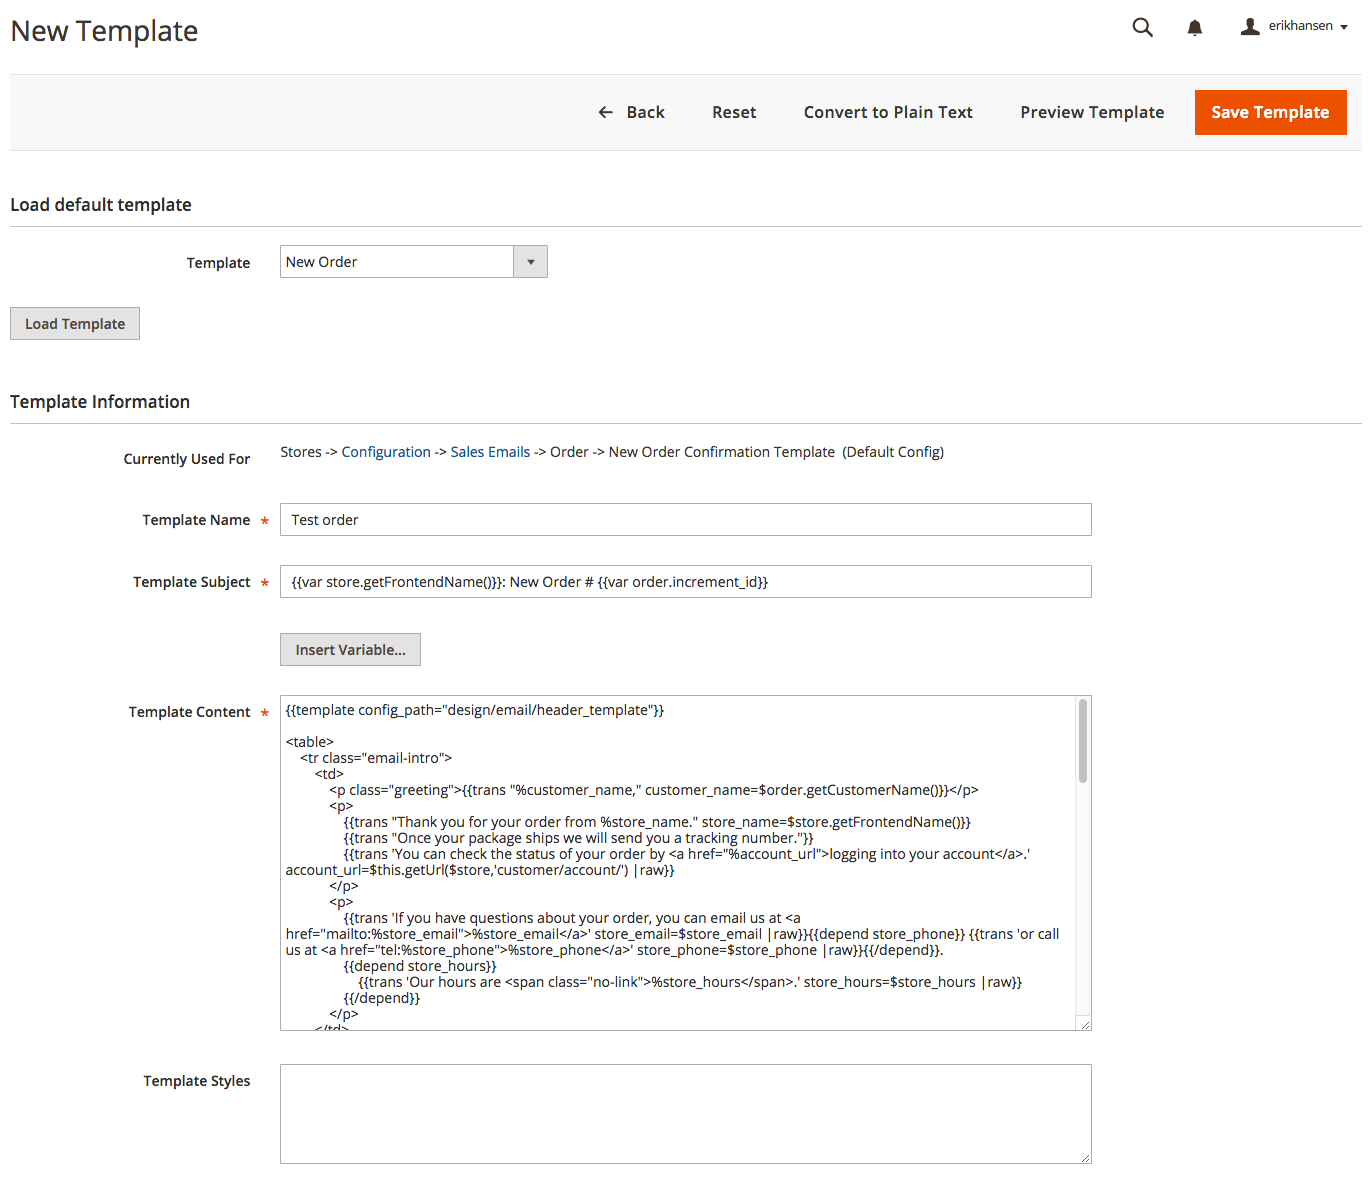 New Template
erikhansen
Back Reset Convert to Plain Text Preview Template Save Template
Load default template
Template New Order
Load Template
Template Information
Currently Used For Stores -> Configuration -> Sales Emails -> Order -> New Order Confirmation Template (Default Config)
Template Name * Test order
Template Subject * {{var store.getFrontendName()}}: New Order # {{var order.increment_id}}
Insert Variable...
Template Content * {{template config_path="design/email/header_template"}}
<table>
<tr class="email-intro">
<td>
<p class="greeting">{{trans "%customer_name," customer_name=$order.getCustomerName()}}</p>
<p>
{{trans "Thank you for your order from %store_name." store_name=$store.getFrontendName()}}
{{trans "Once your package ships we will send you a tracking number."}}
{{trans 'You can check the status of your order by <a href="%account_url">logging into your account</a>.'
account_url=$this.getUrl($store,'customer/account/') |raw}}
</p>
<p>
{{trans 'If you have questions about your order, you can email us at <a
href="mailto:%store_email">%store_email</a>' store_email=$store_email |raw}}{{depend store_phone}} {{trans 'or call
us at <a href="tel:%store_phone">%store_phone</a>' store_phone=$store_phone |raw}}{{/depend}}.
{{depend store_hours}}
{{trans 'Our hours are <span class="no-link">%store_hours</span>.' store_hours=$store_hours |raw}}
{{/depend}}
</p>
</td>
Template Styles